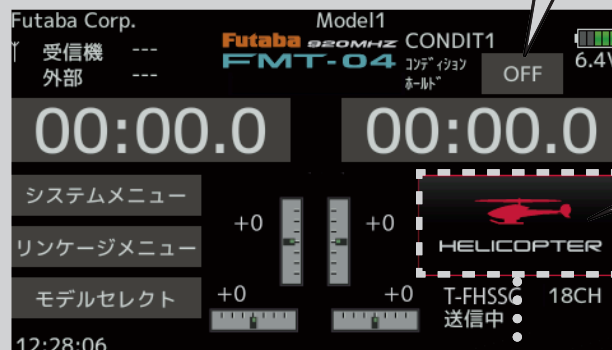 Futaba Corp.
Model1
受信機 ---
外部 ---
Futaba 920MHZ
FMT-04
CONDIT1
コンディション
ホールド
OFF
6.4V
00:00.0
00:00.0
システムメニュー
リンケージメニュー
モデルセレクト
+0
+0
+0
+0
HELICOPTER
T-FHSSG 18CH
送信中
12:28:06